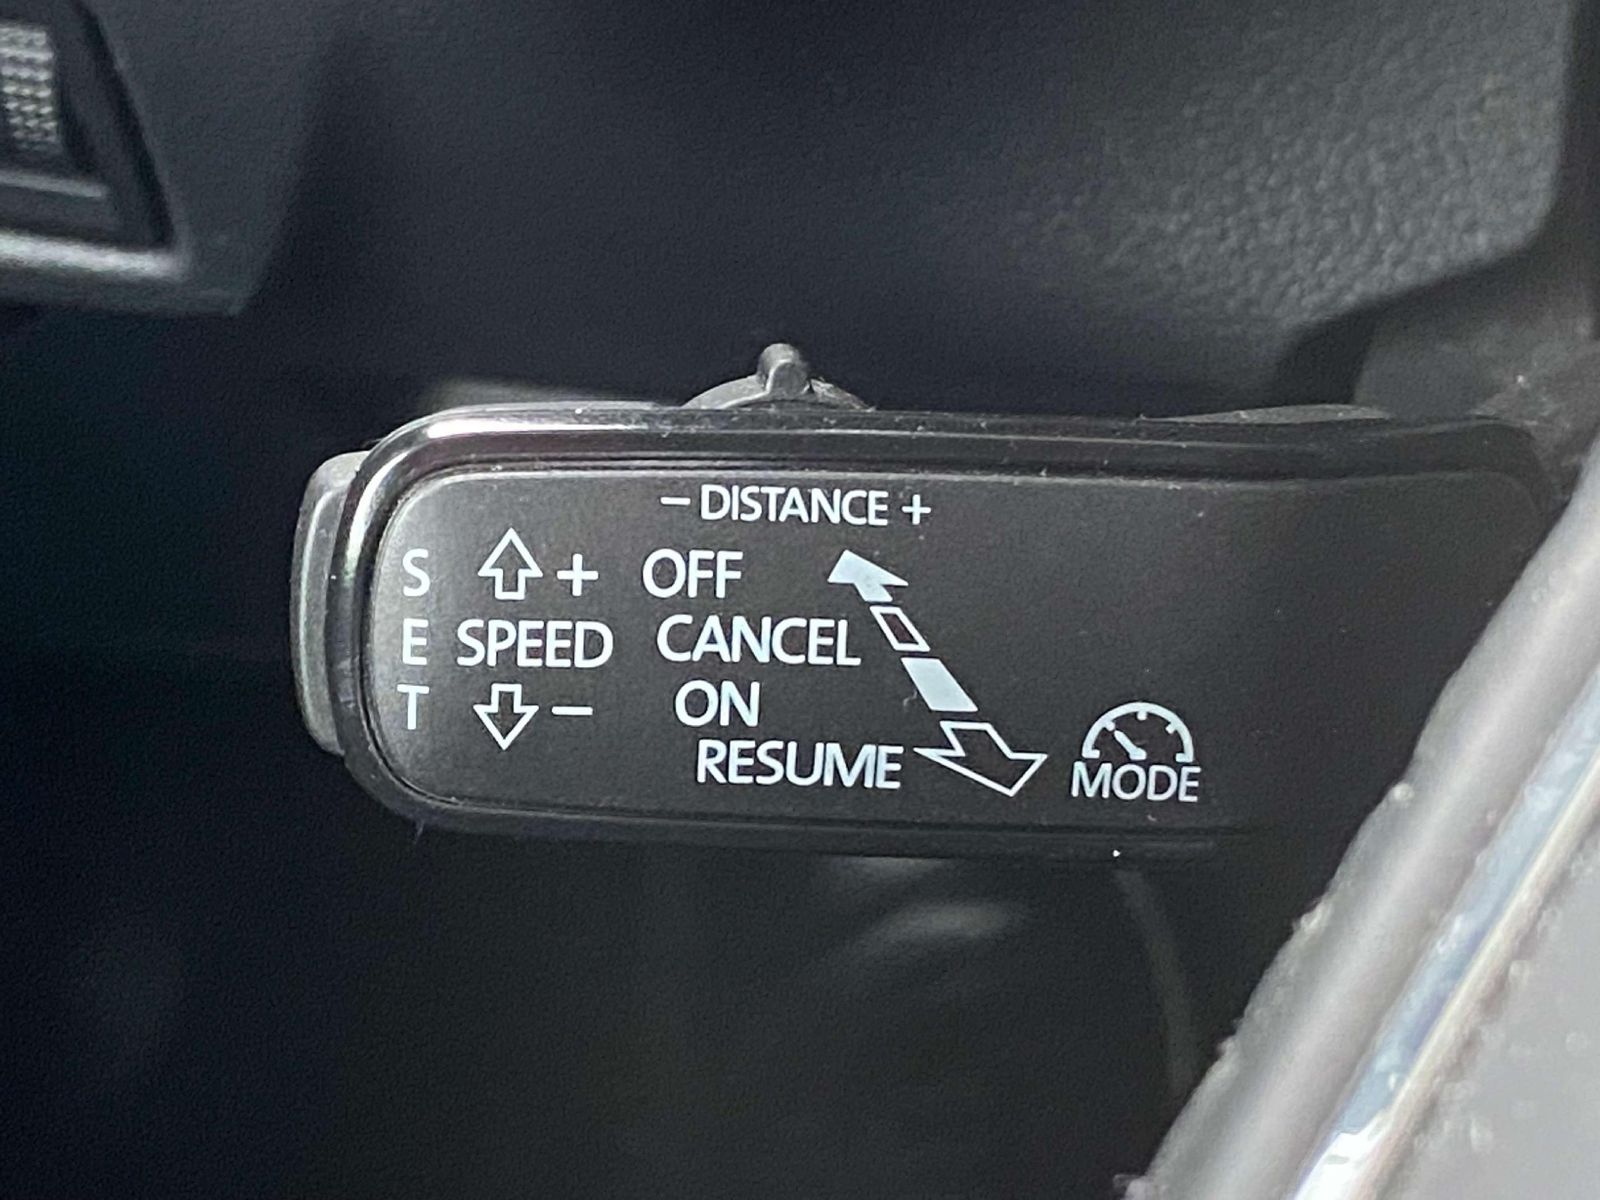 − DISTANCE +
S + OFF
E SPEED CANCEL
T − ON
RESUME
MODE